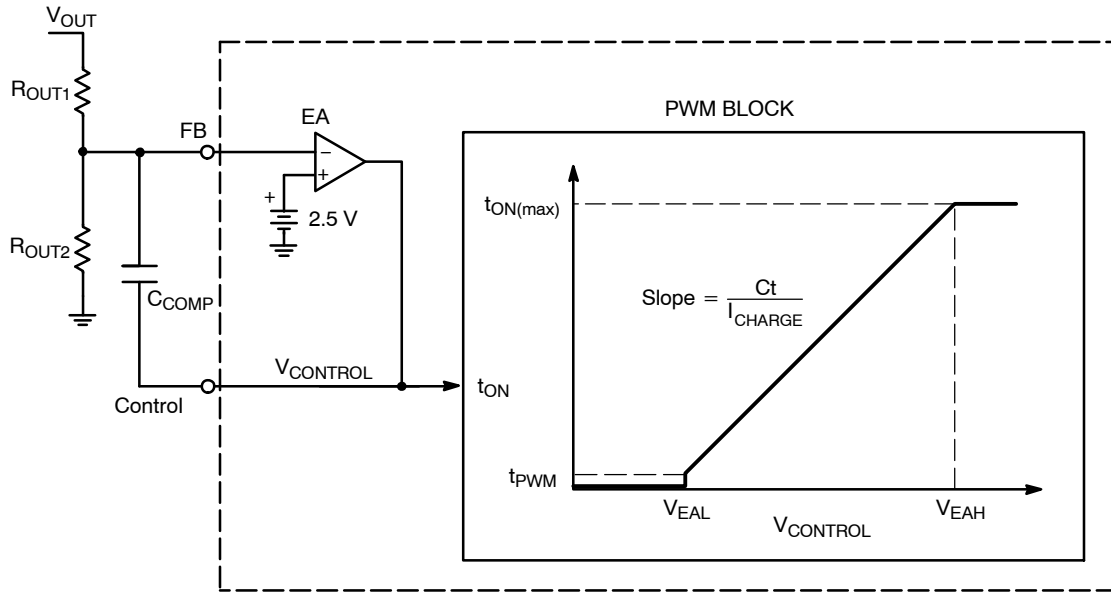 VOUT
ROUT1
ROUT2
CCOMP
FB
EA
−
+
+
2.5 V
Control
VCONTROL
PWM BLOCK
tON
tON(max)
tPWM
Slope = Ct
ICHARGE
VEAL
VCONTROL
VEAH